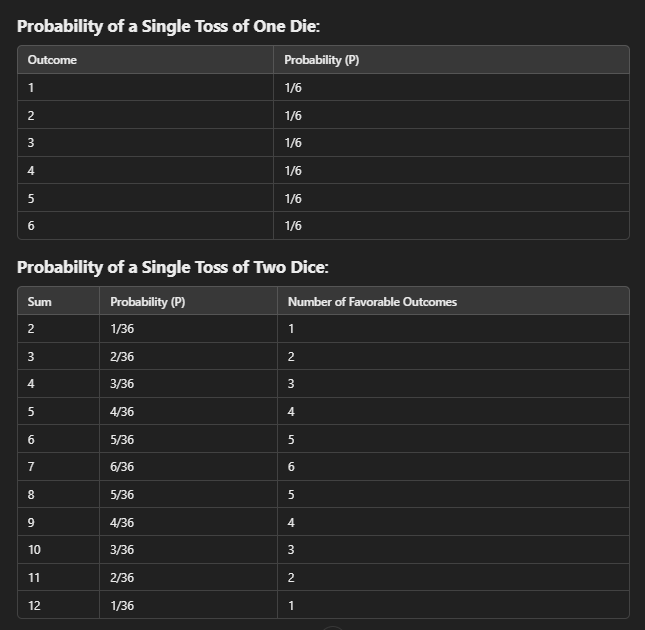 Probability of a Single Toss of One Die:
Outcome Probability (P)
1 1/6
2 1/6
3 1/6
4 1/6
5 1/6
6 1/6
Probability of a Single Toss of Two Dice:
Sum Probability (P) Number of Favorable Outcomes
2 1/36 1
3 2/36 2
4 3/36 3
5 4/36 4
6 5/36 5
7 6/36 6
8 5/36 5
9 4/36 4
10 3/36 3
11 2/36 2
12 1/36 1